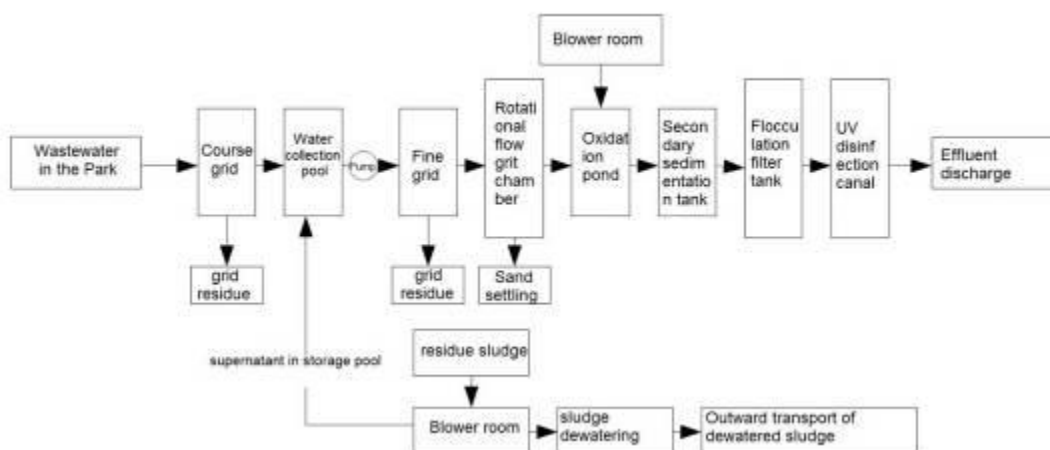 Blower room
Wastewater
in the Park
Course
grid
Water
collection
pool
Pump
Fine
grid
Rotati
onal
flow
grit
cham
ber
Oxidat
ion
pond
Secon
dary
sedim
entatio
n tank
Floccu
lation
filter
tank
UV
disinf
ection
canal
Effluent
discharge
grid
residue
grid
residue
Sand
settling
supernatant in storage pool
residue sludge
Blower room
sludge
dewatering
Outward transport of
dewatered sludge